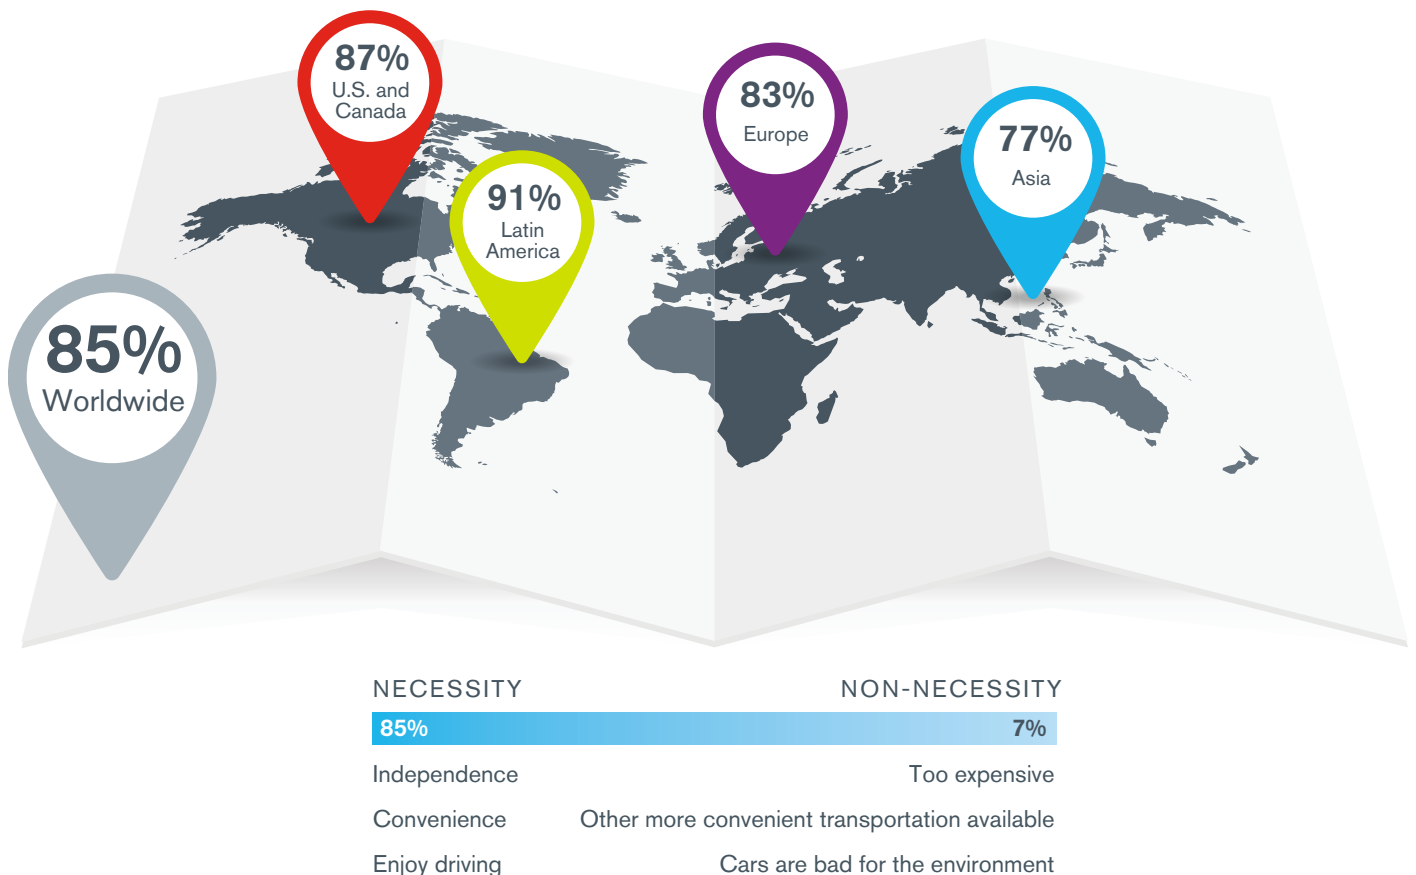 87%
U.S. and
Canada
83%
Europe
77%
Asia
91%
Latin
America
85%
Worldwide
NECESSITY NON-NECESSITY
85% 7%
Independence Too expensive
Convenience Other more convenient transportation available
Enjoy driving Cars are bad for the environment